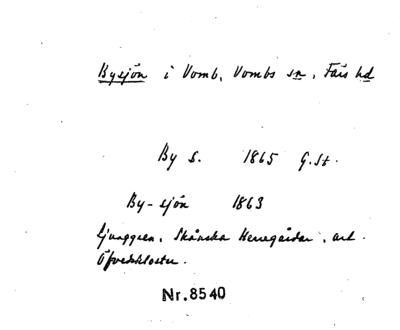 Bysjön i Vomb, Vombs sn, Färs hd
By s. 1865 G.St.
By-sjön 1863
Ljunggren, Skånska Herregårdar, art.
Öfvedskloster.
Nr.8540